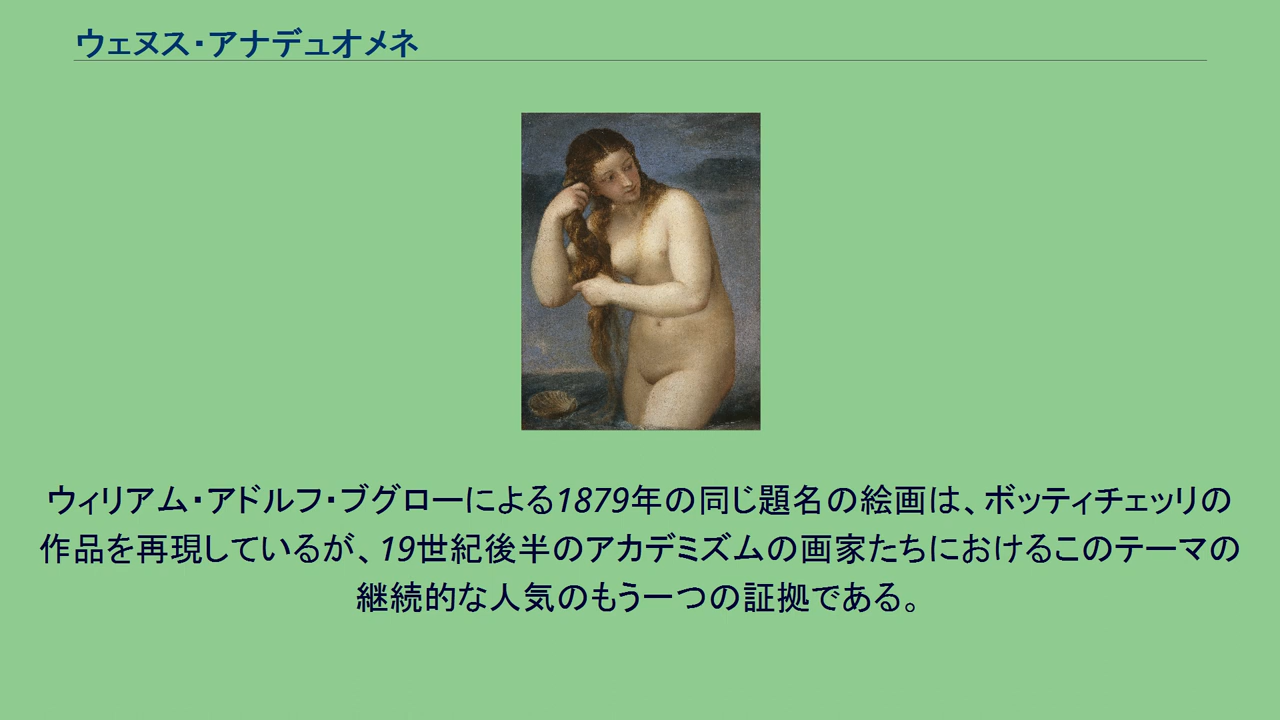 ウェヌス・アナデュオメネ
ウィリアム・アドルフ・ブグローによる1879年の同じ題名の絵画は、ボッティチェッリの
作品を再現しているが、19世紀後半のアカデミズムの画家たちにおけるこのテーマの
継続的な人気のもう一つの証拠である。